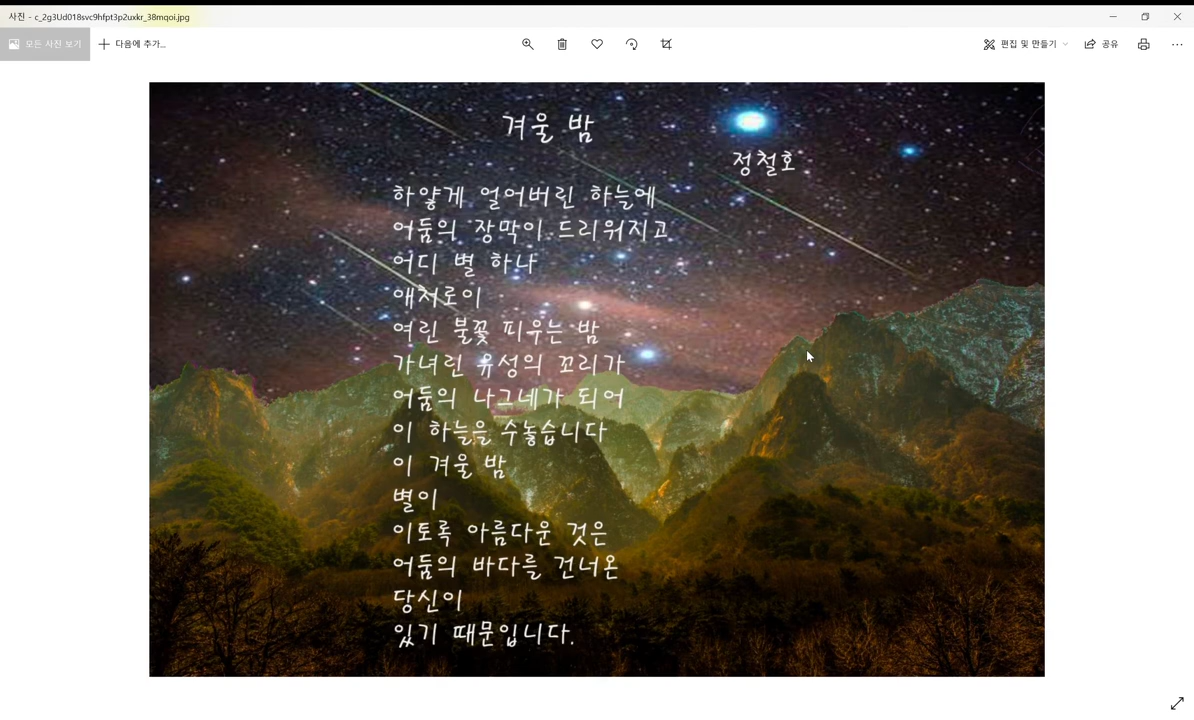 사진 - c_2g3Ud018svc9hfpt3p2uxkr_38mqoi.jpg
모든 사진 보기
다음에 추가...
편집 및 만들기
공유
겨울 밤
정철호
하얗게 얼어버린 하늘에
어둠의 장막이 드리워지고
어디 별 하나
애처로이
여린 불꽃 피우는 밤
가녀린 유성의 꼬리가
어둠의 나그네가 되어
이 하늘을 수놓습니다
이 겨울 밤
별이
이토록 아름다운 것은
어둠의 바다를 건너온
당신이
있기 때문입니다.